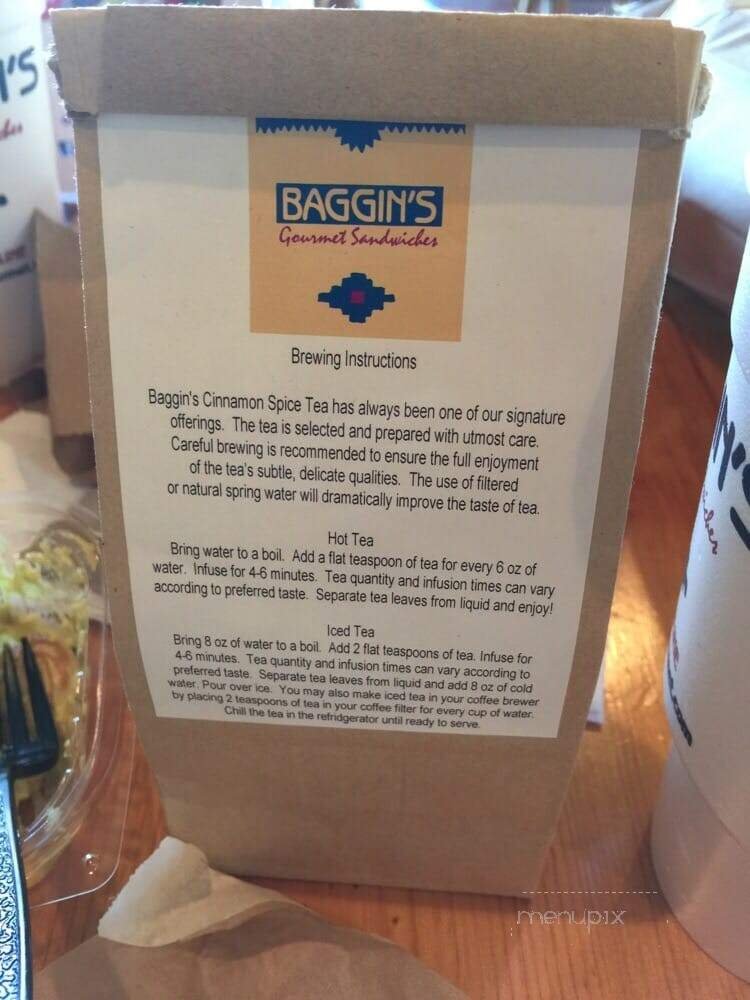 BAGGIN'S
Gourmet Sandwiches
Brewing Instructions
Baggin's Cinnamon Spice Tea has always been one of our signature
offerings. The tea is selected and prepared with utmost care.
Careful brewing is recommended to ensure the full enjoyment
of the tea's subtle, delicate qualities. The use of filtered
or natural spring water will dramatically improve the taste of tea.
Hot Tea
Bring water to a boil. Add a flat teaspoon of tea for every 6 oz of
water. Infuse for 4-6 minutes. Tea quantity and infusion times can vary
according to preferred taste. Separate tea leaves from liquid and enjoy!
Iced Tea
Bring 8 oz of water to a boil. Add 2 flat teaspoons of tea. Infuse for
4-6 minutes. Tea quantity and infusion times can vary according to
preferred taste. Separate tea leaves from liquid and add 8 oz of cold
water. Pour over ice. You may also make iced tea in your coffee brewer
by placing 2 teaspoons of tea in your coffee filter for every cup of water.
Chill the tea in the refridgerator until ready to serve.
menupix